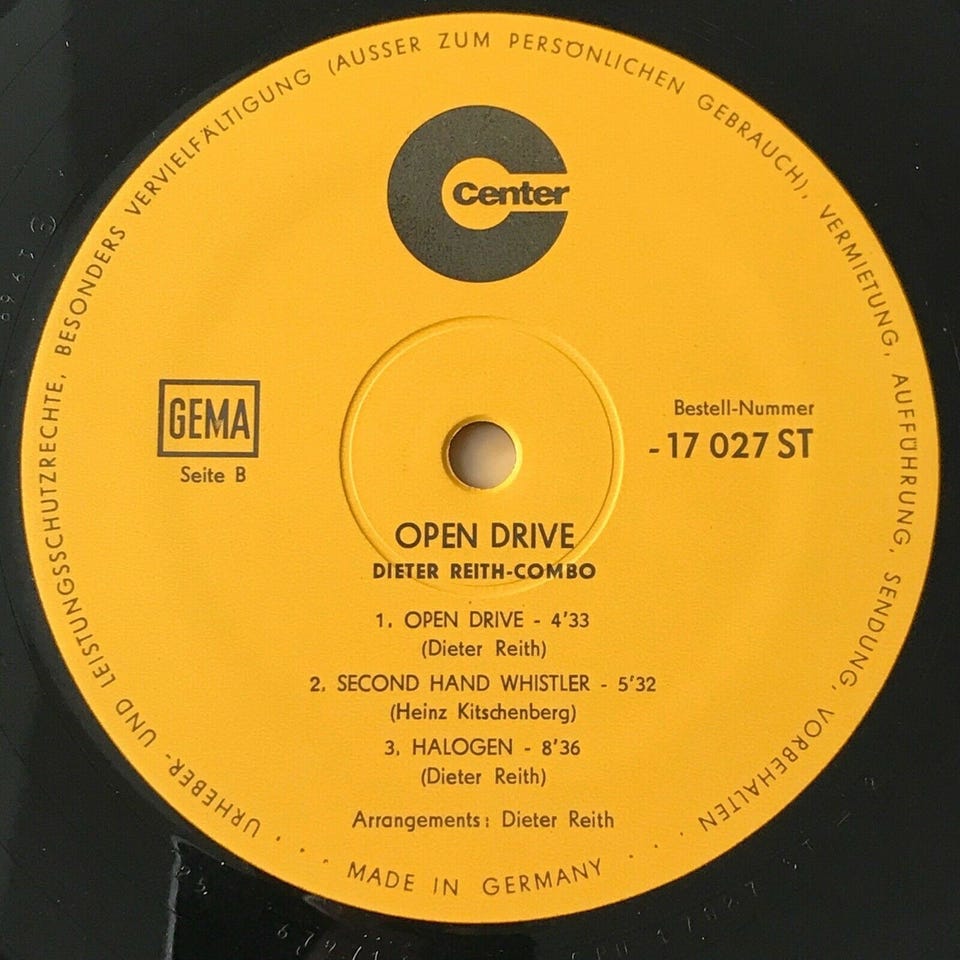 URHEBER- UND LEISTUNGSSCHUTZRECHTE, BESONDERS VERVIELFÄLTIGUNG (AUSSER ZUM PERSÖNLICHEN GEBRAUCH), VERMIETUNG, AUFFÜHRUNG, SENDUNG, VORBEHALTEN
Center
GEMA
Seite B
Bestell-Nummer
-17 027 ST
OPEN DRIVE
DIETER REITH-COMBO
1. OPEN DRIVE - 4'33
(Dieter Reith)
2. SECOND HAND WHISTLER - 5'32
(Heinz Kitschenberg)
3. HALOGEN - 8'36
(Dieter Reith)
Arrangements: Dieter Reith
MADE IN GERMANY